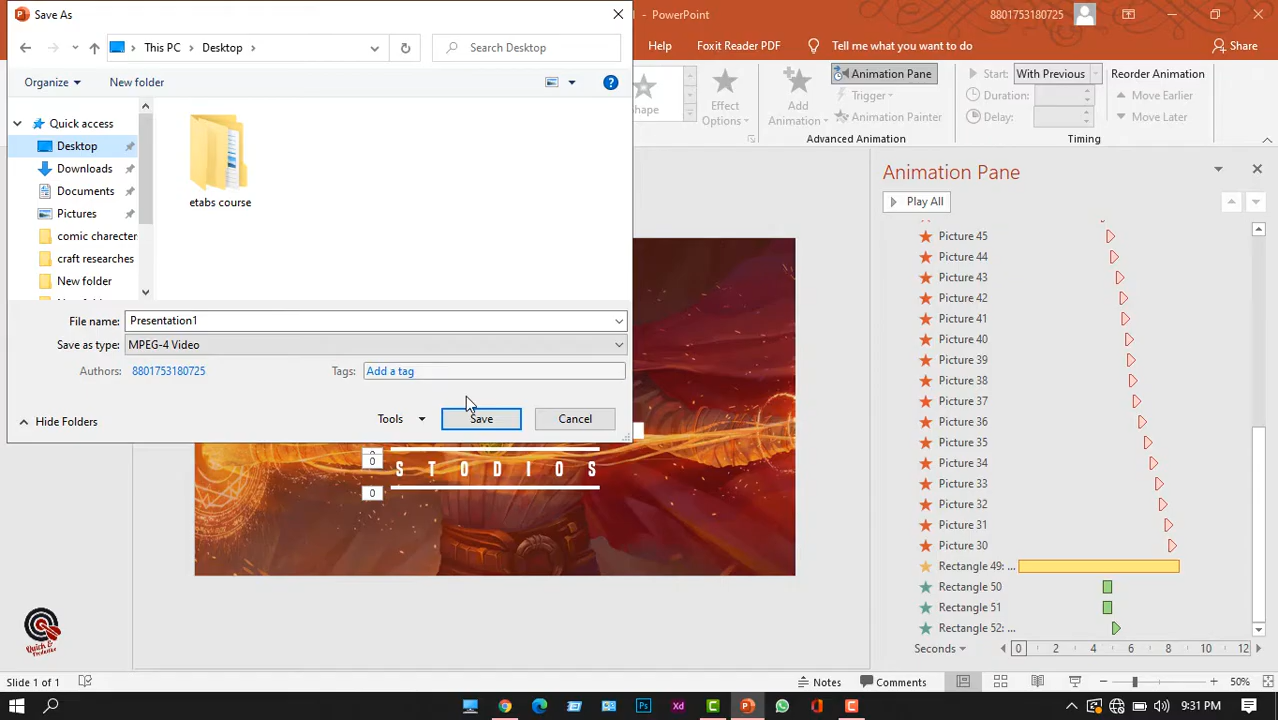 Save As
PowerPoint
8801753180725
This PC
Desktop
Search Desktop
Help
Foxit Reader PDF
Tell me what you want to do
Share
Organize
New folder
Shape
Effect
Options
Add
Animation
Animation Pane
Trigger
Animation Painter
Advanced Animation
Start:
With Previous
Duration:
Delay:
Reorder Animation
Move Earlier
Move Later
Timing
Quick access
Desktop
Downloads
Documents
Pictures
comic charecter
craft researches
New folder
etabs course
File name:
Presentation1
Save as type:
MPEG-4 Video
Authors:
8801753180725
Tags:
Add a tag
Hide Folders
Tools
Save
Cancel
Animation Pane
Play All
Picture 45
Picture 44
Picture 43
Picture 42
Picture 41
Picture 40
Picture 39
Picture 38
Picture 37
Picture 36
Picture 35
Picture 34
Picture 33
Picture 32
Picture 31
Picture 30
Rectangle 49: ...
Rectangle 50
Rectangle 51
Rectangle 52: ...
Seconds
0 2 4 6 8 10 12
0
STODIOS
0
Quick &
Slide 1 of 1
Notes
Comments
50%
Ps
Xd
9:31 PM